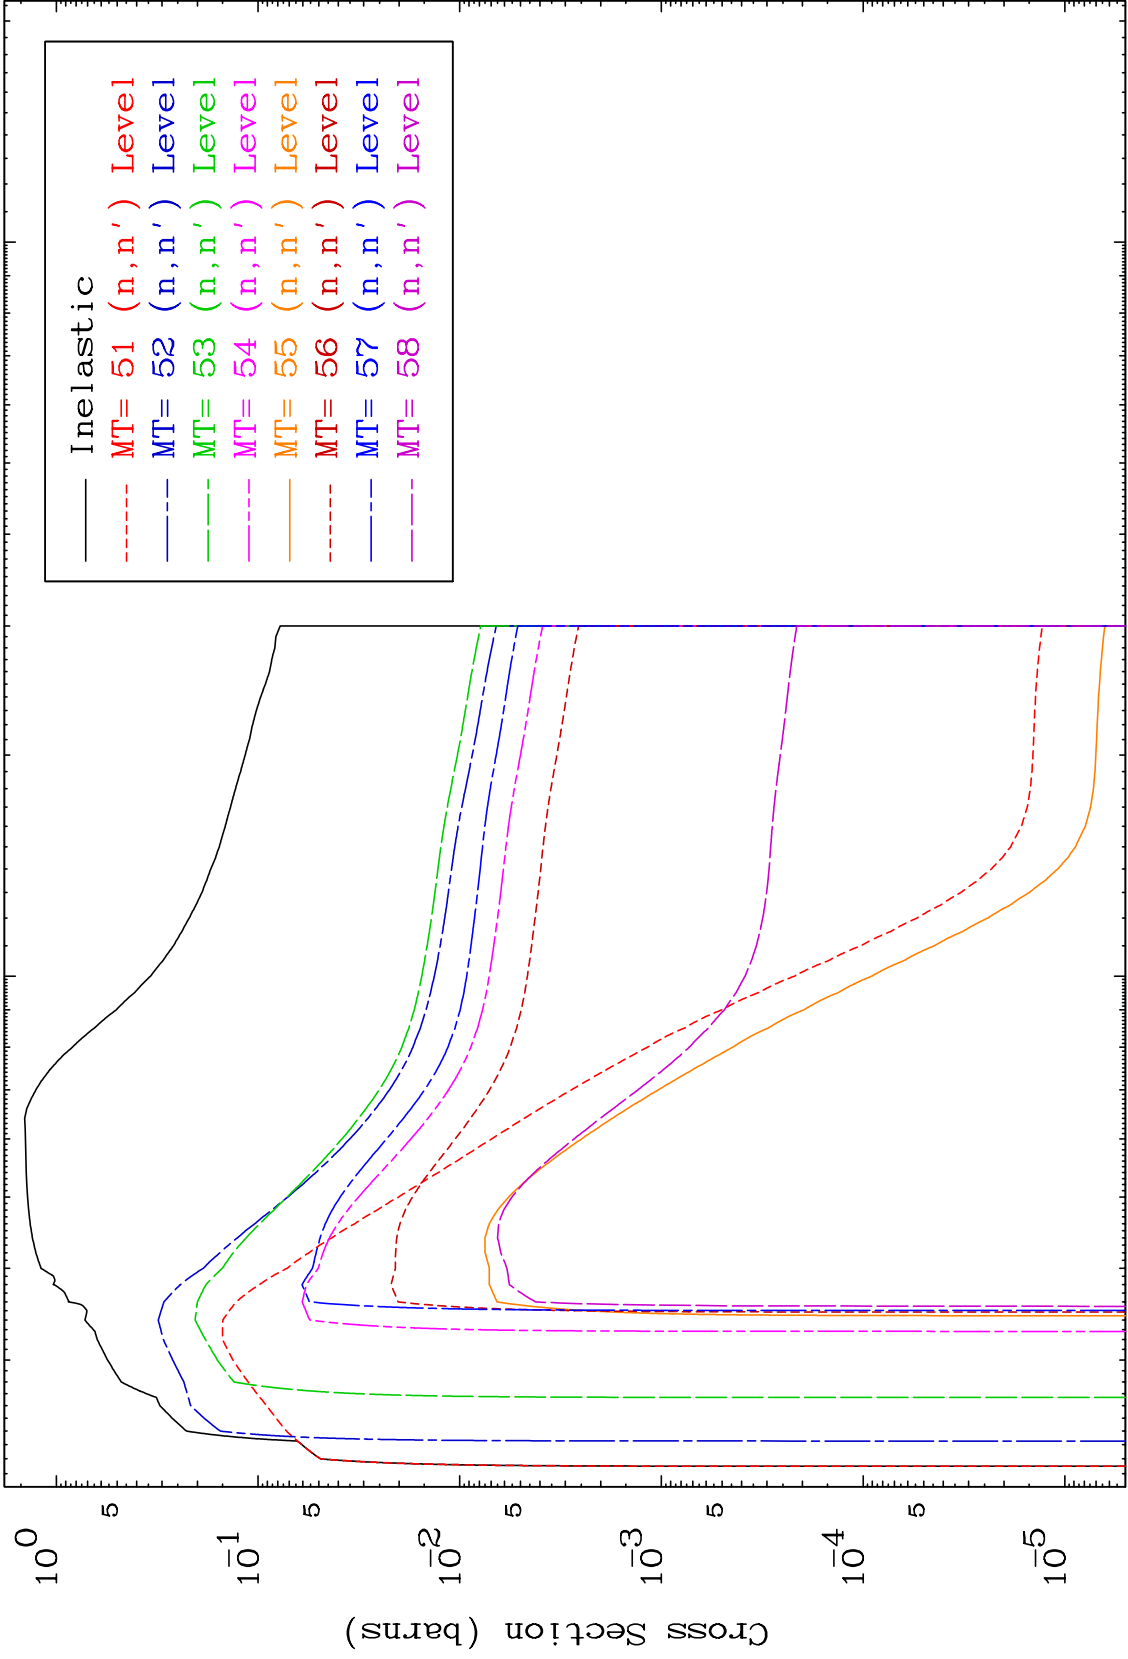 Inelastic
MT= 51 (n,n') Level
MT= 52 (n,n') Level
MT= 53 (n,n') Level
MT= 54 (n,n') Level
MT= 55 (n,n') Level
MT= 56 (n,n') Level
MT= 57 (n,n') Level
MT= 58 (n,n') Level
10^0
5
10^-1
5
10^-2
5
10^-3
5
10^-4
5
10^-5
Cross Section (barns)